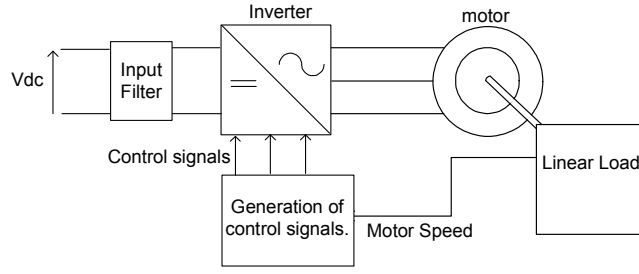 Inverter
motor
Vdc
Input
Filter
Control signals
Linear Load
Generation of
control signals.
Motor Speed